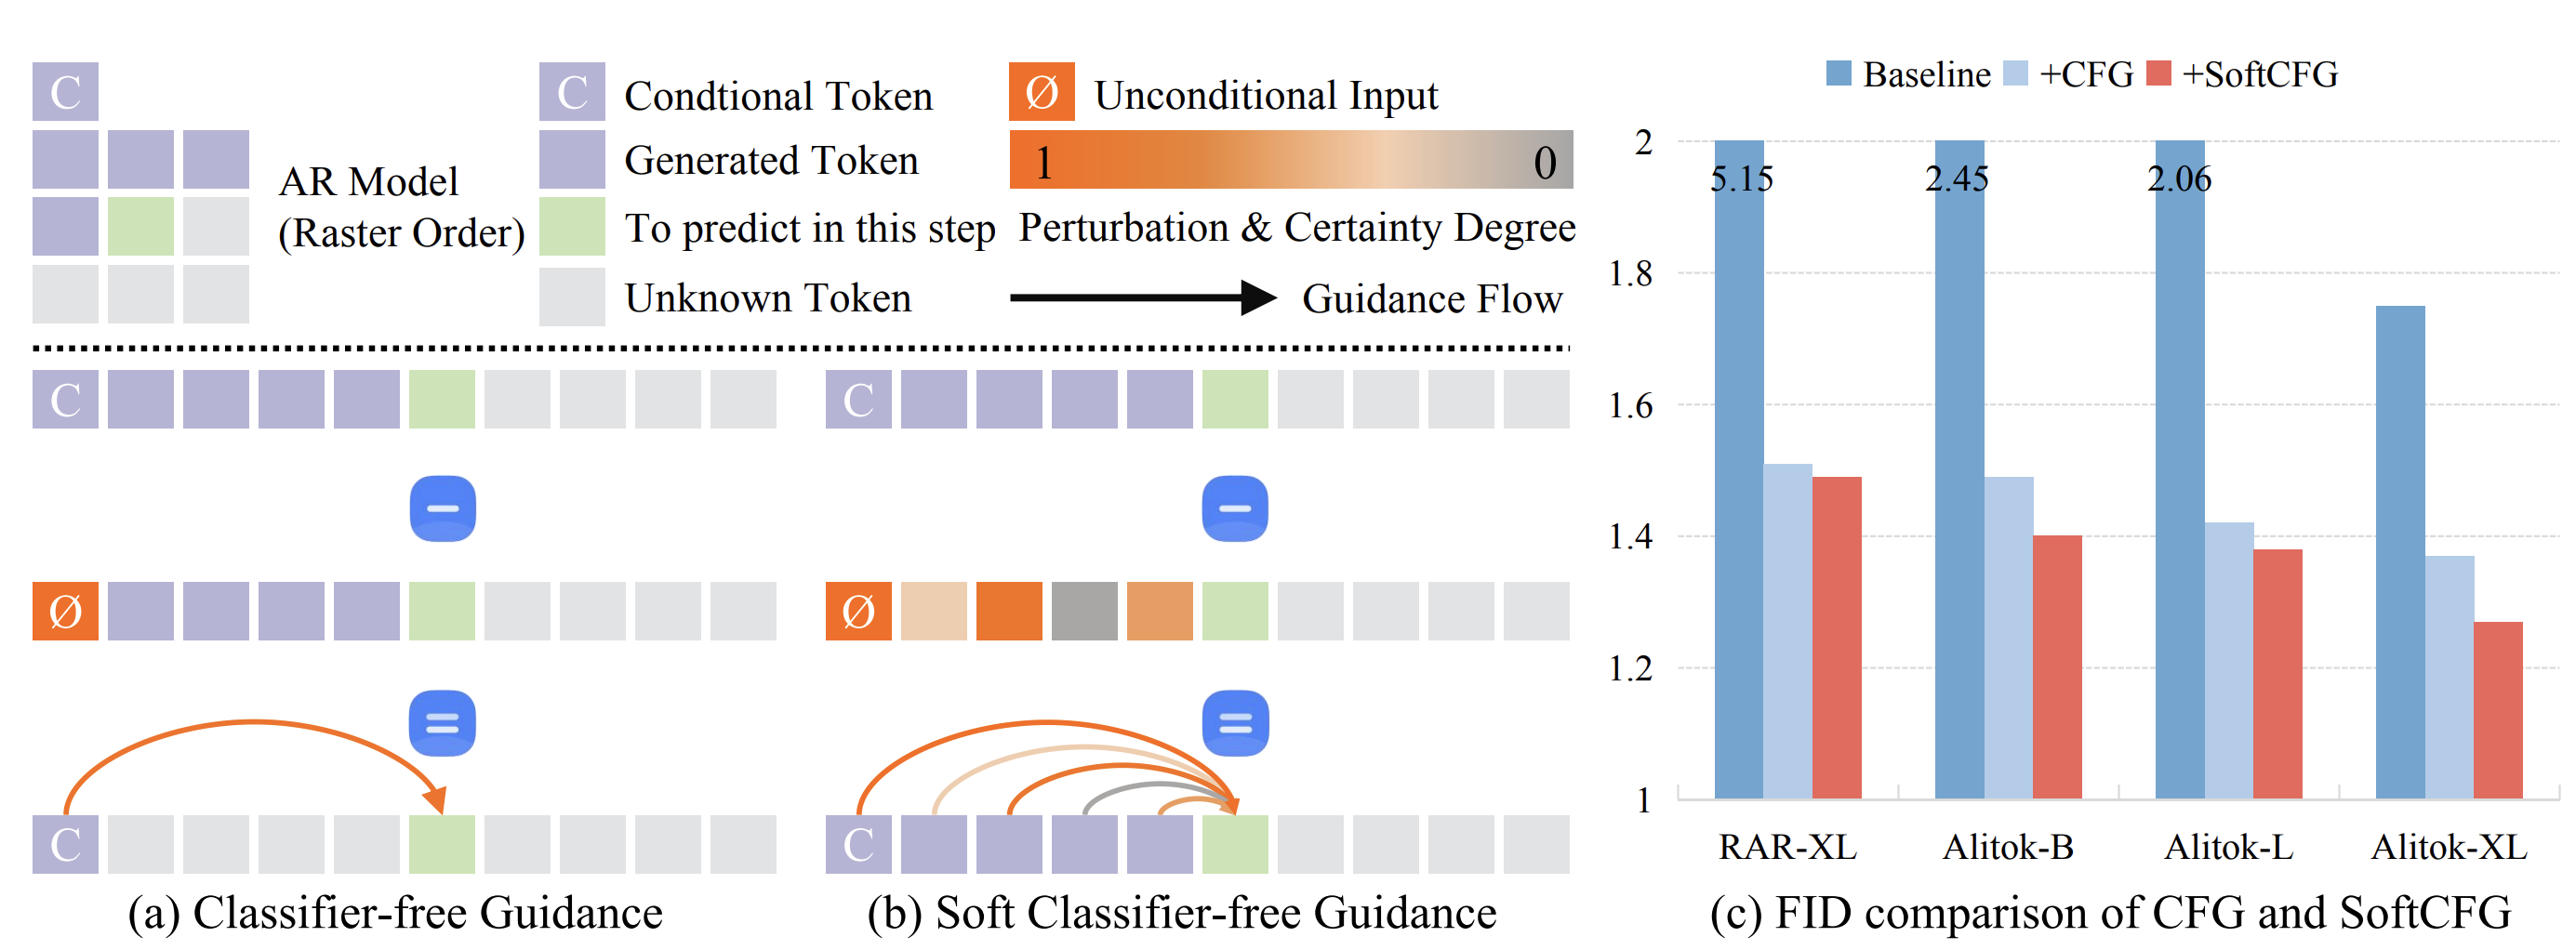 C
AR Model
(Raster Order)
C Condtional Token
Generated Token
To predict in this step
Unknown Token
Ø Unconditional Input
1 0
Perturbation & Certainty Degree
Guidance Flow
C
Ø
C
(a) Classifier-free Guidance
C
Ø
C
(b) Soft Classifier-free Guidance
Baseline +CFG +SoftCFG
2
1.8
1.6
1.4
1.2
1
5.15 2.45 2.06
RAR-XL Alitok-B Alitok-L Alitok-XL
(c) FID comparison of CFG and SoftCFG